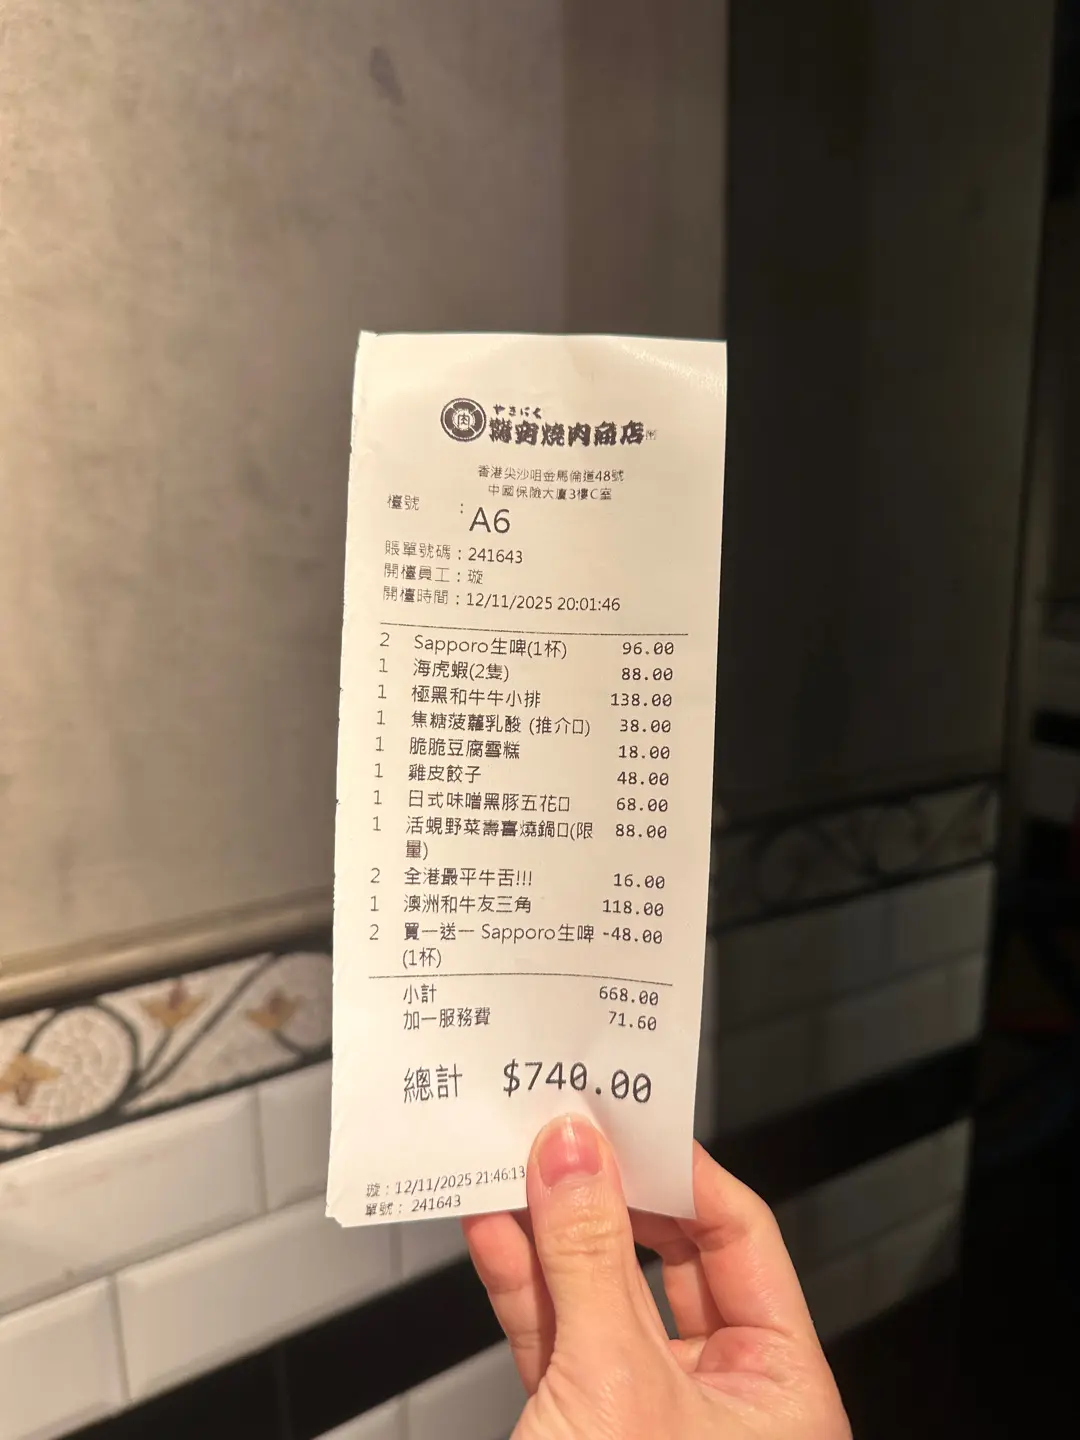 やきにく
燒肉商店
香港尖沙咀金馬倫道48號
中國保險大廈3樓C室
檯號 :
A6
賬單號碼 : 241643
開檯員工 : 璇
開檯時間 : 12/11/2025 20:01:46
2 Sapporo生啤(1杯) 96.00
1 海虎蝦(2隻) 88.00
1 極黑和牛牛小排 138.00
1 焦糖菠蘿乳酸 (推介口) 38.00
1 脆脆豆腐雪糕 18.00
1 雞皮餃子 48.00
1 日式味噌黑豚五花口 68.00
1 活蜆野菜壽喜燒鍋口(限 88.00
量)
2 全港最平牛舌!!! 16.00
1 澳洲和牛友三角 118.00
2 買一送一 Sapporo生啤 -48.00
(1杯)
小計 668.00
加一服務費 71.60
總計 $740.00
璇 : 12/11/2025 21:46:13
單號 : 241643